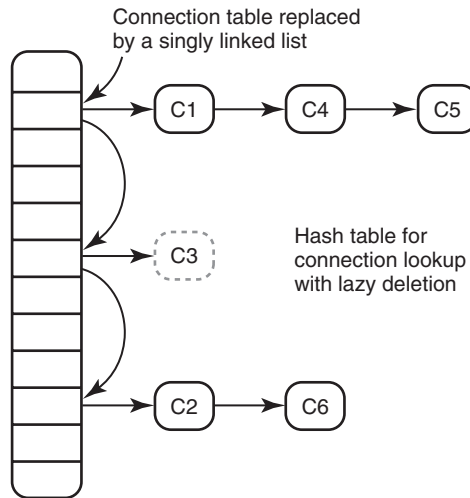 Connection table replaced
by a singly linked list
C1
C4
C5
C3
Hash table for
connection lookup
with lazy deletion
C2
C6